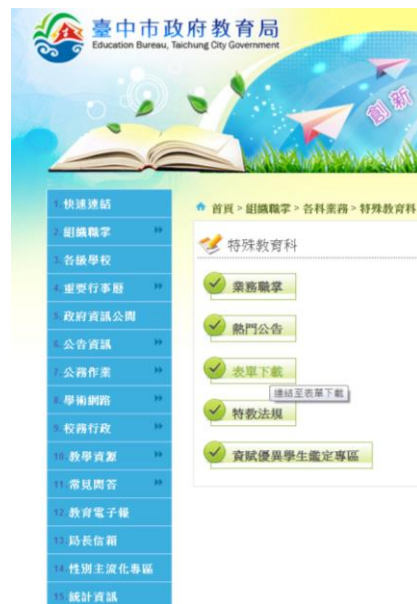 臺中市政府教育局
Education Bureau, Taichung City Government
創新
1.快速連結
2.組織職掌
3.各級學校
4.重要行事曆
5.政府資訊公開
6.公告資訊
7.公務作業
8.學術網路
9.校務行政
10.教學資源
11.常見問答
12.教育電子報
13.局長信箱
14.性別主流化專區
15.統計資訊
首頁 > 組織職掌 > 各科業務 > 特殊教育科
特殊教育科
業務職掌
熱門公告
表單下載
連結至表單下載
特教法規
資賦優異學生鑑定專區